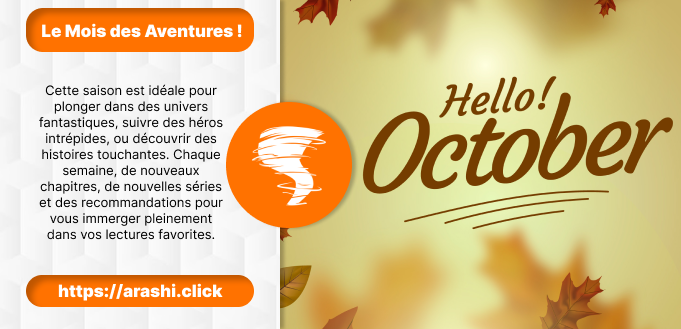 Le Mois des Aventures !
Cette saison est idéale pour
plonger dans des univers
fantastiques, suivre des héros
intrépides, ou découvrir des
histoires touchantes. Chaque
semaine, de nouveaux
chapitres, de nouvelles séries
et des recommandations pour
vous immerger pleinement
dans vos lectures favorites.
https://arashi.click
Hello!
October